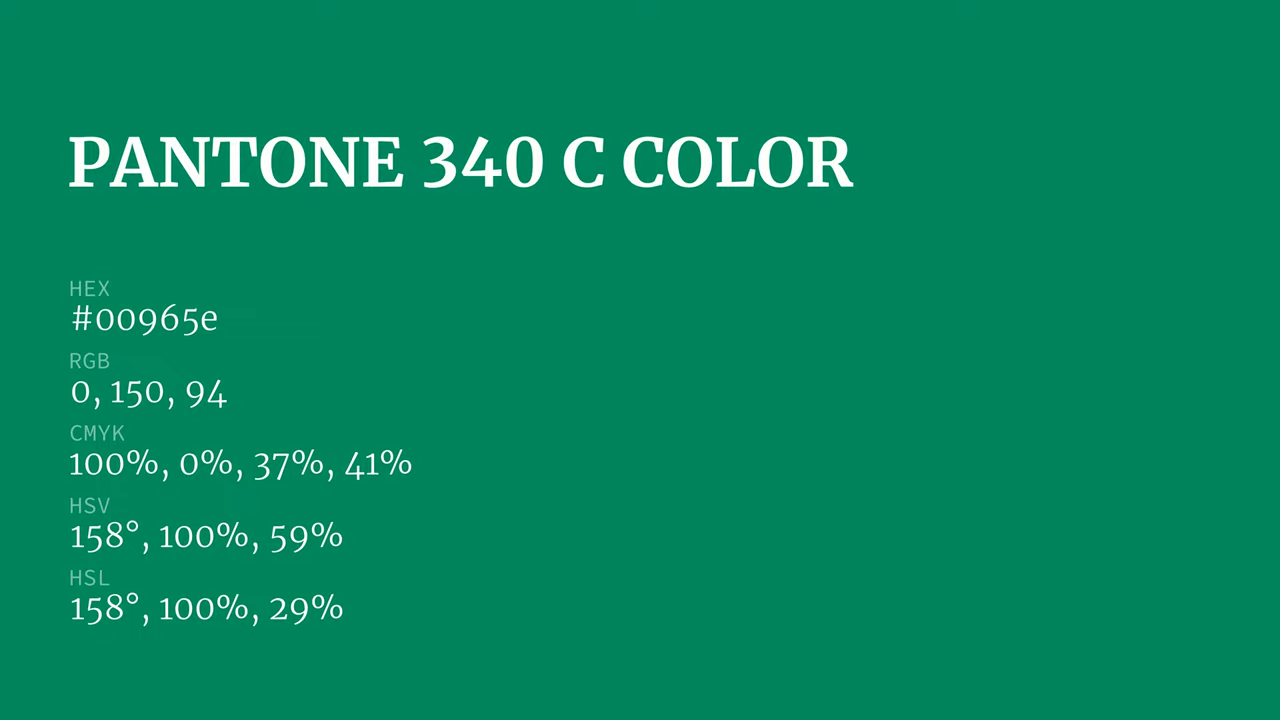 PANTONE 340 C COLOR
HEX
#00965e
RGB
0, 150, 94
CMYK
100%, 0%, 37%, 41%
HSV
158°, 100%, 59%
HSL
158°, 100%, 29%